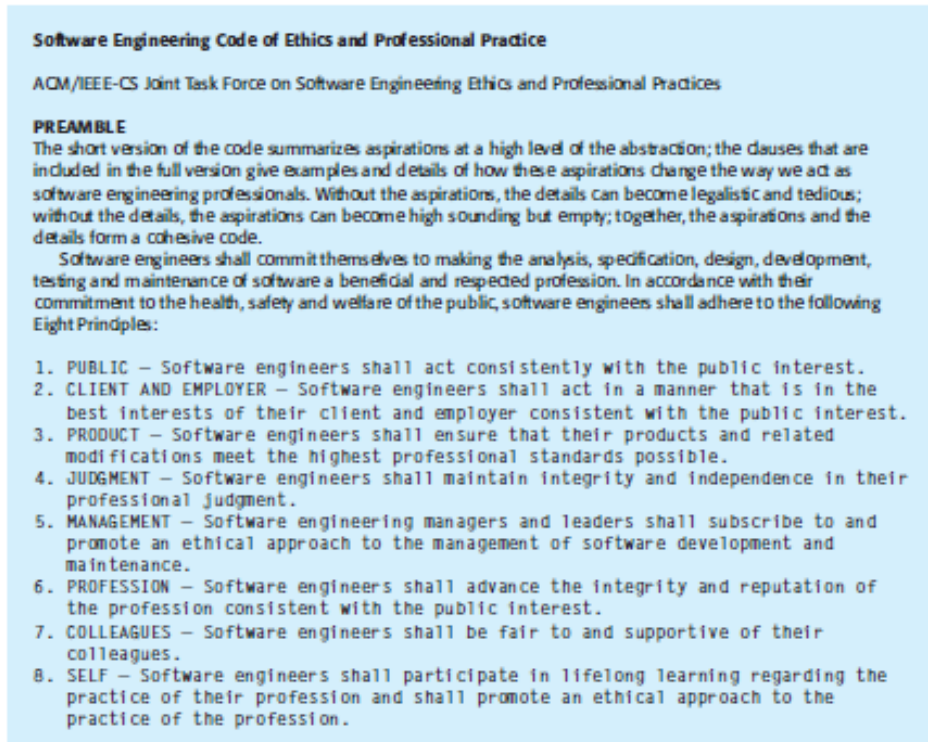 Software Engineering Code of Ethics and Professional Practice
ACM/IEEE-CS Joint Task Force on Software Engineering Ethics and Professional Practices
PREAMBLE
The short version of the code summarizes aspirations at a high level of the abstraction; the clauses that are
included in the full version give examples and details of how these aspirations change the way we act as
software engineering professionals. Without the aspirations, the details can become legalistic and tedious;
without the details, the aspirations can become high sounding but empty; together, the aspirations and the
details form a cohesive code.
Software engineers shall commit themselves to making the analysis, specification, design, development,
testing and maintenance of software a beneficial and respected profession. In accordance with their
commitment to the health, safety and welfare of the public, software engineers shall adhere to the following
Eight Principles:
1. PUBLIC — Software engineers shall act consistently with the public interest.
2. CLIENT AND EMPLOYER — Software engineers shall act in a manner that is in the
best interests of their client and employer consistent with the public interest.
3. PRODUCT — Software engineers shall ensure that their products and related
modifications meet the highest professional standards possible.
4. JUDGMENT — Software engineers shall maintain integrity and independence in their
professional judgment.
5. MANAGEMENT — Software engineering managers and leaders shall subscribe to and
promote an ethical approach to the management of software development and
maintenance.
6. PROFESSION — Software engineers shall advance the integrity and reputation of
the profession consistent with the public interest.
7. COLLEAGUES — Software engineers shall be fair to and supportive of their
colleagues.
8. SELF — Software engineers shall participate in lifelong learning regarding the
practice of their profession and shall promote an ethical approach to the
practice of the profession.